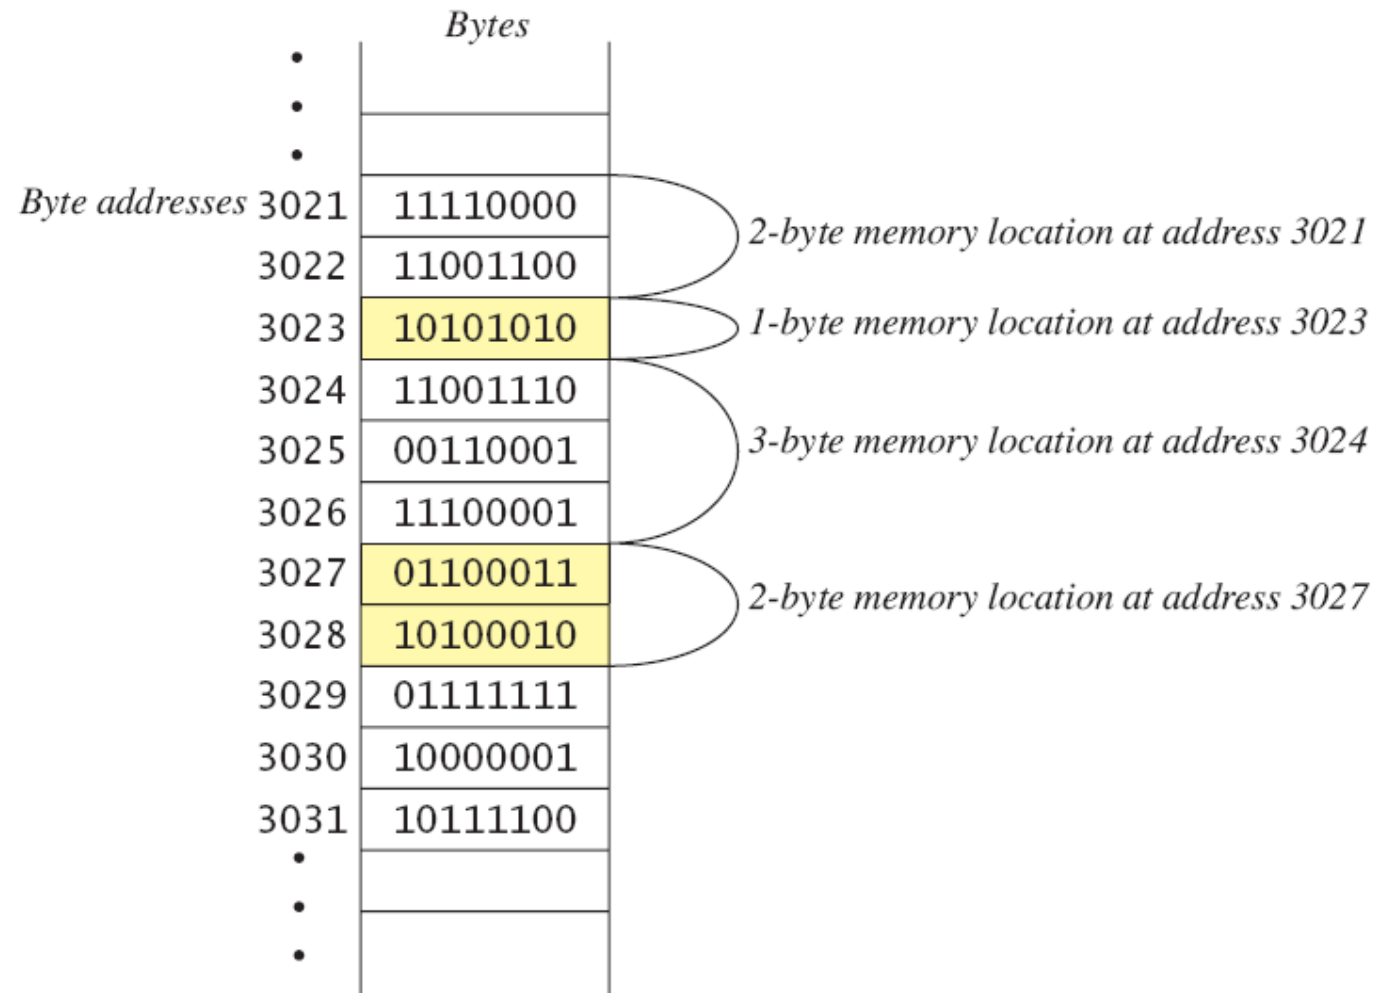 Bytes
Byte addresses 3021 11110000
2-byte memory location at address 3021
3022 11001100
3023 10101010 1-byte memory location at address 3023
3024 11001110
3025 00110001 3-byte memory location at address 3024
3026 11100001
3027 01100011
2-byte memory location at address 3027
3028 10100010
3029 01111111
3030 10000001
3031 10111100